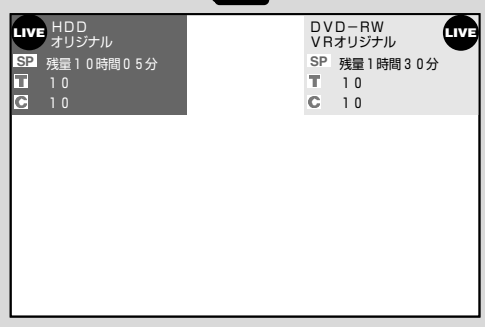 LIVE
HDD
オリジナル
SP 残量10時間05分
T 10
C 10
DVD-RW
VRオリジナル
LIVE
SP 残量1時間30分
T 10
C 10